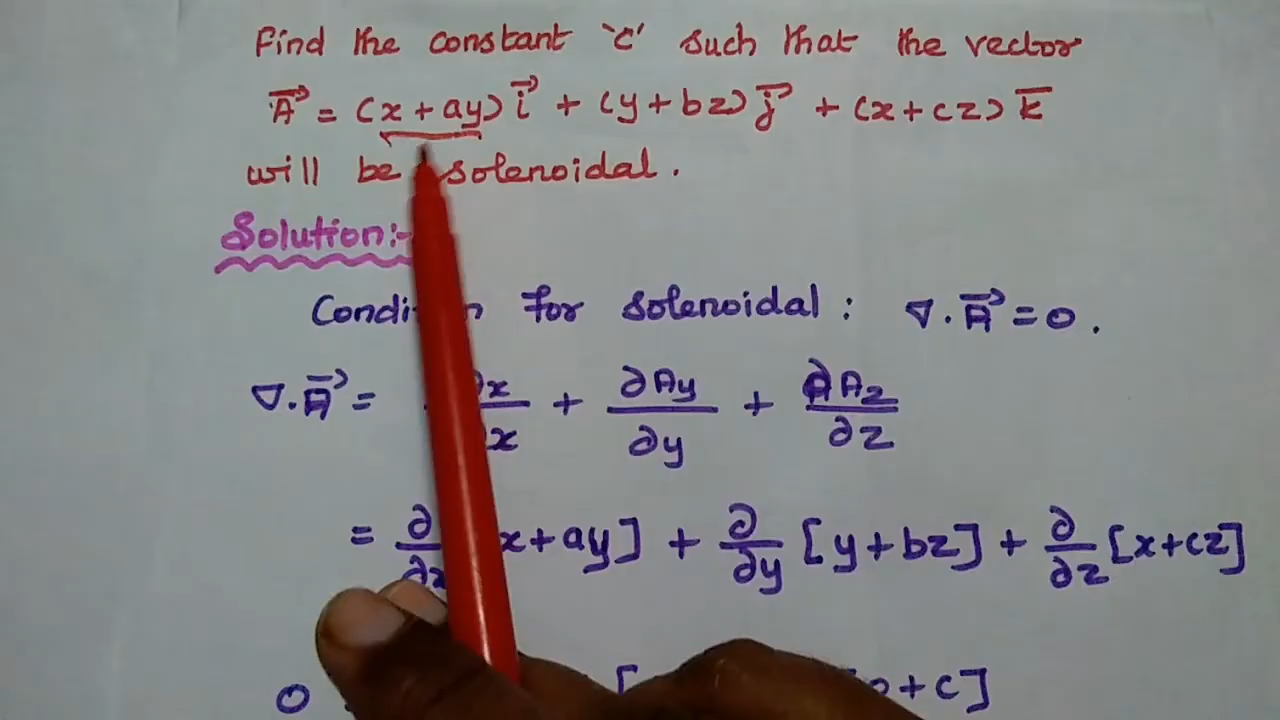 Find the constant 'c' such that the vector
A⃗ = (x + ay) i⃗ + (y + bz) j⃗ + (x + cz) k̅
will be solenoidal.
Solution:-
for solenoidal : ∇ . A⃗ = 0 .
∇ . A⃗ = x / x + ∂Ay / ∂y + ∂Az / ∂z
= ∂ / ∂x x + ay] + ∂ / ∂y [y + bz] + ∂ / ∂z [x + cz]
0 [ + c]